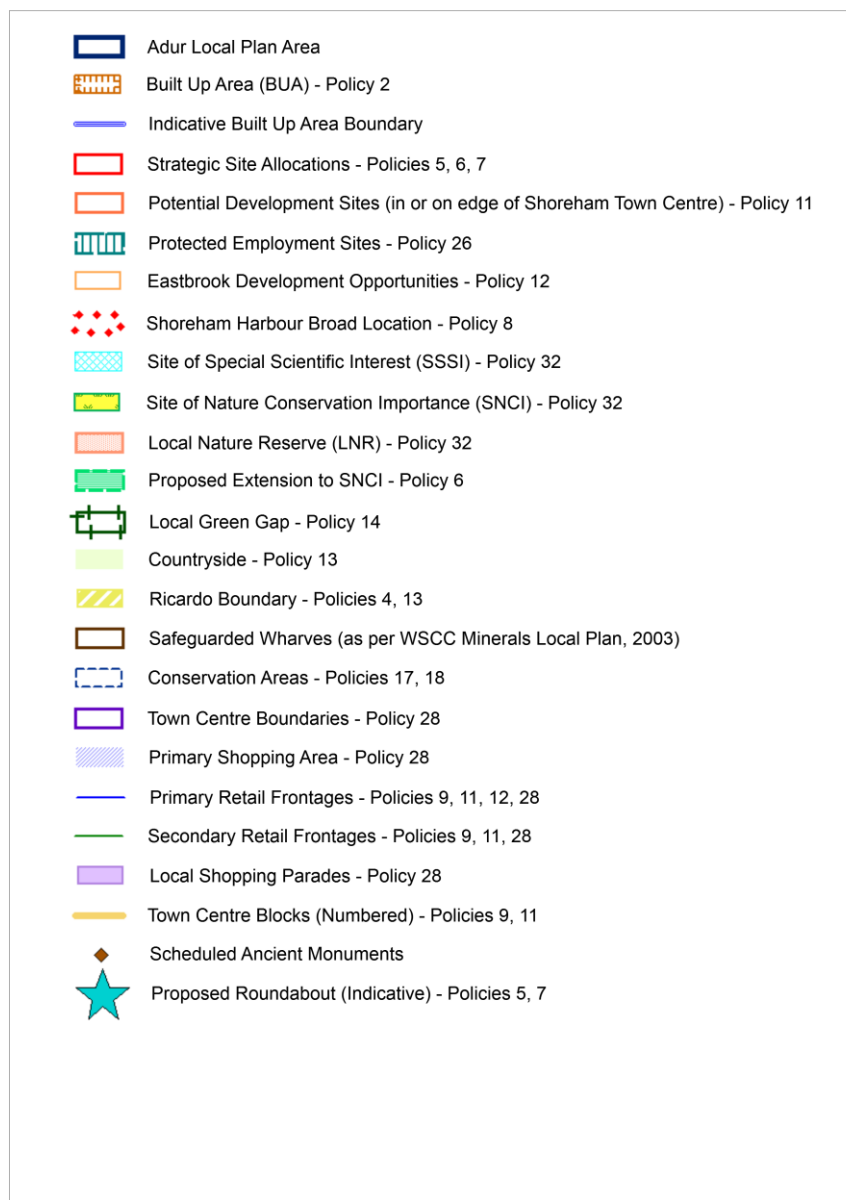 Adur Local Plan Area
Built Up Area (BUA) - Policy 2
Indicative Built Up Area Boundary
Strategic Site Allocations - Policies 5, 6, 7
Potential Development Sites (in or on edge of Shoreham Town Centre) - Policy 11
Protected Employment Sites - Policy 26
Eastbrook Development Opportunities - Policy 12
Shoreham Harbour Broad Location - Policy 8
Site of Special Scientific Interest (SSSI) - Policy 32
Site of Nature Conservation Importance (SNCI) - Policy 32
Local Nature Reserve (LNR) - Policy 32
Proposed Extension to SNCI - Policy 6
Local Green Gap - Policy 14
Countryside - Policy 13
Ricardo Boundary - Policies 4, 13
Safeguarded Wharves (as per WSCC Minerals Local Plan, 2003)
Conservation Areas - Policies 17, 18
Town Centre Boundaries - Policy 28
Primary Shopping Area - Policy 28
Primary Retail Frontages - Policies 9, 11, 12, 28
Secondary Retail Frontages - Policies 9, 11, 28
Local Shopping Parades - Policy 28
Town Centre Blocks (Numbered) - Policies 9, 11
Scheduled Ancient Monuments
Proposed Roundabout (Indicative) - Policies 5, 7